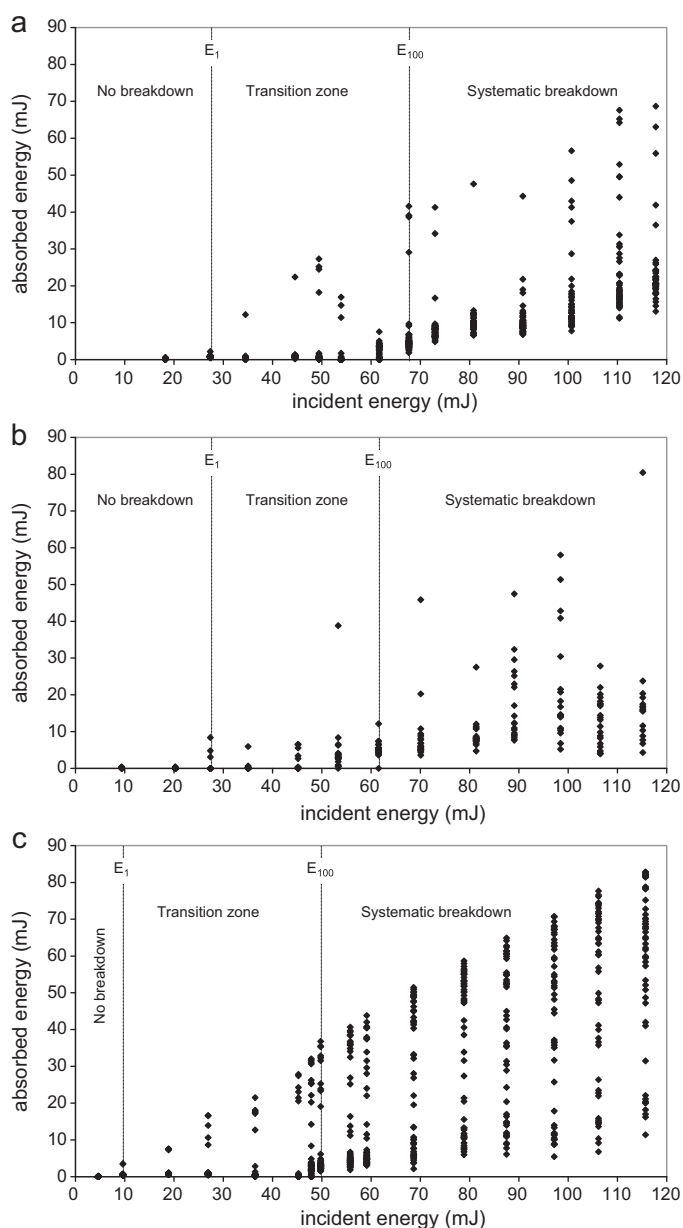 a
E1
E100
No breakdown
Transition zone
Systematic breakdown
absorbed energy (mJ)
90
80
70
60
50
40
30
20
10
0
0 10 20 30 40 50 60 70 80 90 100 110 120
incident energy (mJ)
b
E1
E100
No breakdown
Transition zone
Systematic breakdown
absorbed energy (mJ)
90
80
70
60
50
40
30
20
10
0
0 10 20 30 40 50 60 70 80 90 100 110 120
incident energy (mJ)
c
E1
E100
No breakdown
Transition zone
Systematic breakdown
absorbed energy (mJ)
90
80
70
60
50
40
30
20
10
0
0 10 20 30 40 50 60 70 80 90 100 110 120
incident energy (mJ)